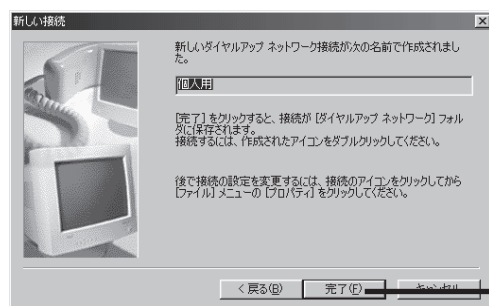 新しい接続
新しいダイヤルアップ ネットワーク接続が次の名前で作成されまし
た。
個人用
[完了] をクリックすると、接続が [ダイヤルアップ ネットワーク] フォル
ダに保存されます。
接続するには、作成されたアイコンをダブルクリックしてください。
後で接続の設定を変更するには、接続のアイコンをクリックしてから
[ファイル] メニューの [プロパティ] をクリックしてください。
< 戻る(B) 完了(F) キャンセル